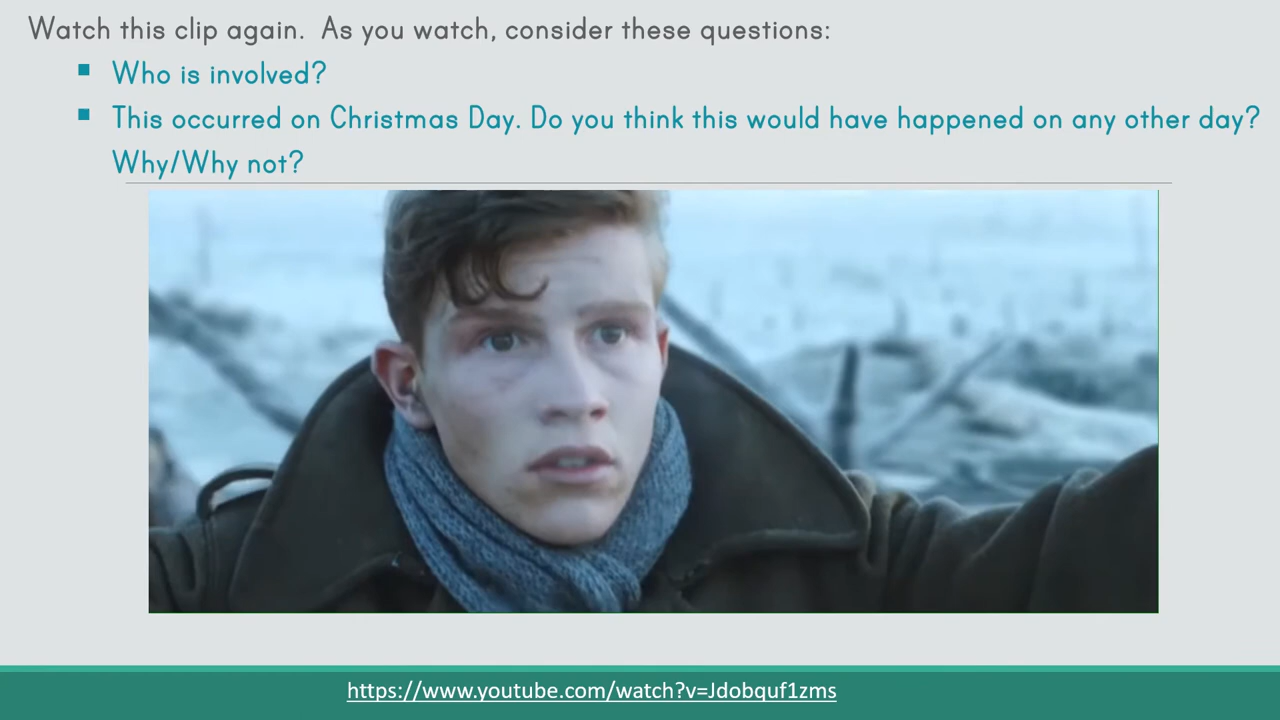 Watch this clip again.  As you watch, consider these questions:
Who is involved?
This occurred on Christmas Day. Do you think this would have happened on any other day?
Why/Why not?
https://www.youtube.com/watch?v=Jdobquf1zms